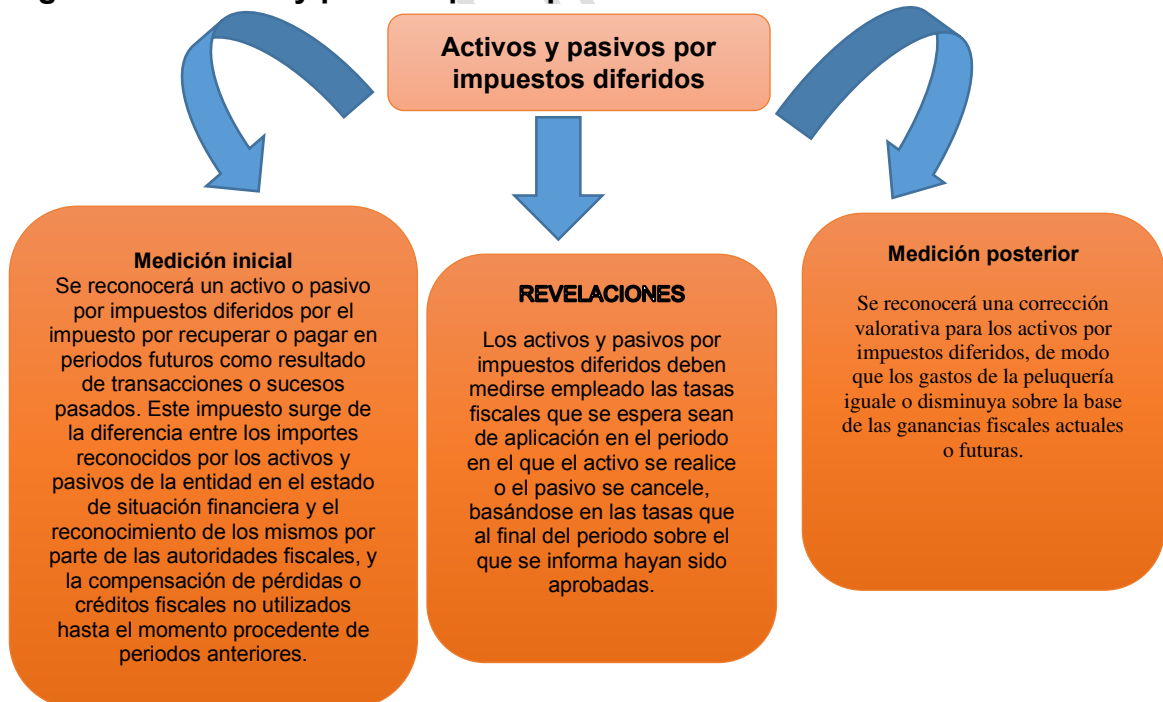 Activos y pasivos por
impuestos diferidos
Medición inicial
Se reconocerá un activo o pasivo
por impuestos diferidos por el
impuesto por recuperar o pagar en
periodos futuros como resultado
de transacciones o sucesos
pasados. Este impuesto surge de
la diferencia entre los importes
reconocidos por los activos y
pasivos de la entidad en el estado
de situación financiera y el
reconocimiento de los mismos por
parte de las autoridades fiscales, y
la compensación de pérdidas o
créditos fiscales no utilizados
hasta el momento procedente de
periodos anteriores.
REVELACIONES
Los activos y pasivos por
impuestos diferidos deben
medirse empleado las tasas
fiscales que se espera sean
de aplicación en el periodo
en el que el activo se realice
o el pasivo se cancele,
basándose en las tasas que
al final del periodo sobre el
que se informa hayan sido
aprobadas.
Medición posterior
Se reconocerá una corrección
valorativa para los activos por
impuestos diferidos, de modo
que los gastos de la peluquería
iguale o disminuya sobre la base
de las ganancias fiscales actuales
o futuras.